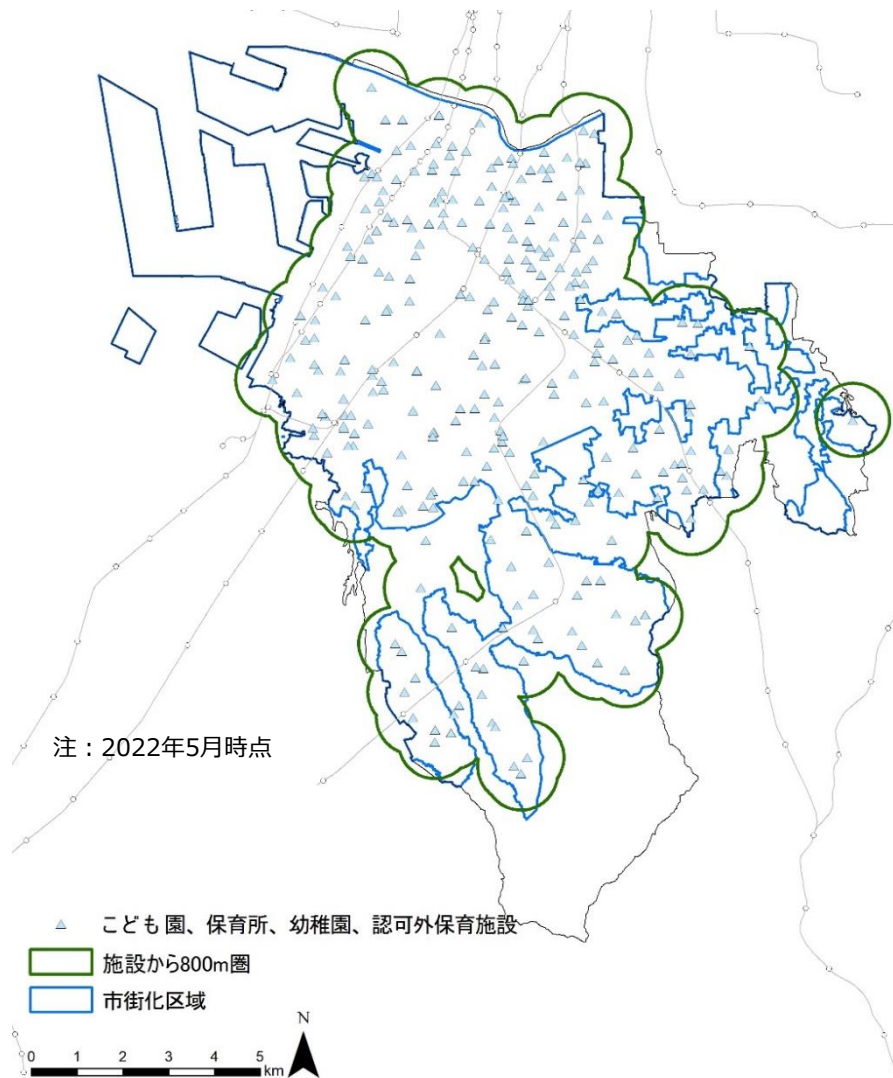 注：2022年5月時点
こども園、保育所、幼稚園、認可外保育施設
施設から800m圏
市街化区域
N
0 1 2 3 4 5
km